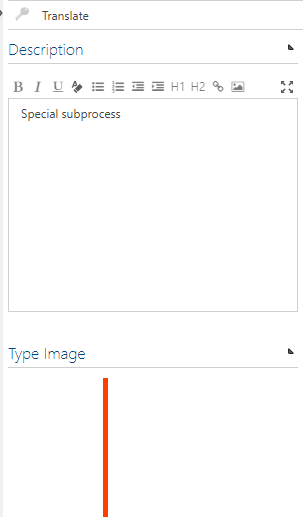 Translate
Description
B I U H1 H2
Special subprocess
Type Image